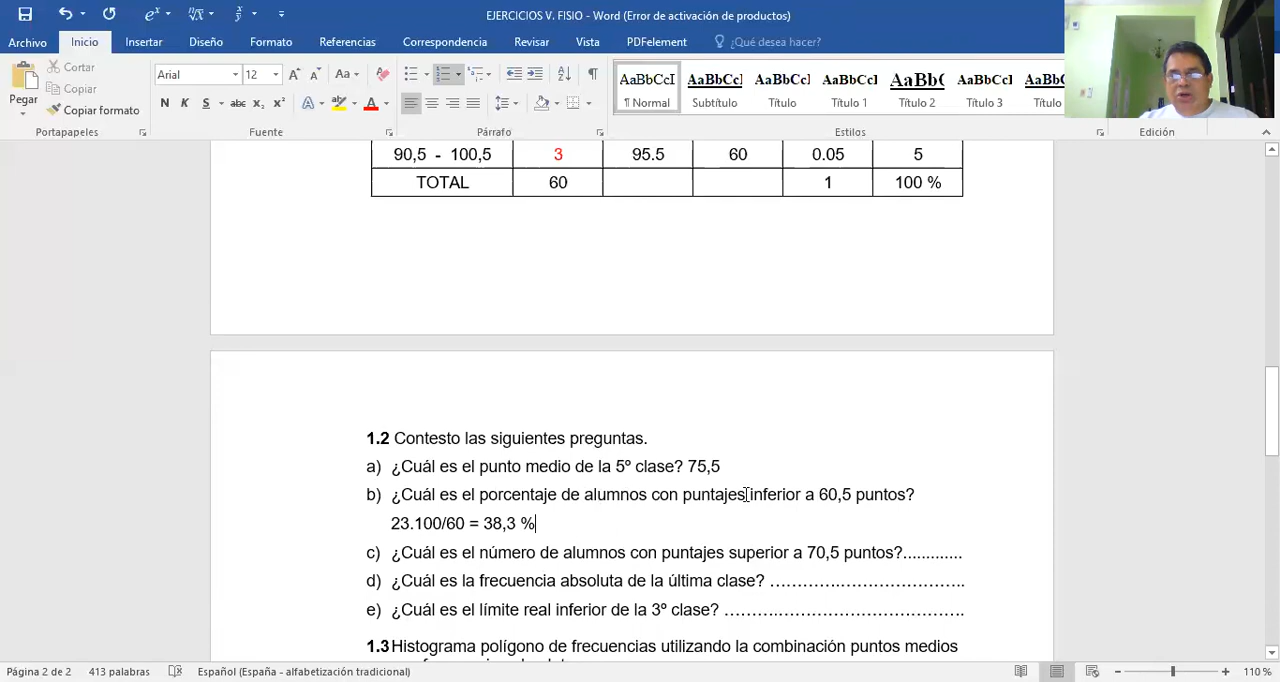 EJERCICIOS V. FISIO - Word (Error de activación de productos)
Archivo Inicio Insertar Diseño Formato Referencias Correspondencia Revisar Vista PDFelement ¿Qué desea hacer?
Pegar
Cortar
Copiar
Copiar formato
Portapapeles
Arial 12
Fuente
Párrafo
AaBbCcI AaBbCcI AaBbCcI AaBbCcI AaBb( AaBbCcI AaBbC
¶ Normal Subtítulo Título Título 1 Título 2 Título 3 Título
Estilos
Edición
90,5 - 100,5 3 95.5 60 0.05 5
TOTAL 60 1 100 %
1.2 Contesto las siguientes preguntas.
a) ¿Cuál es el punto medio de la 5º clase? 75,5
b) ¿Cuál es el porcentaje de alumnos con puntajes inferior a 60,5 puntos?
23.100/60 = 38,3 %
c) ¿Cuál es el número de alumnos con puntajes superior a 70,5 puntos?.............
d) ¿Cuál es la frecuencia absoluta de la última clase? ………….…………………..
e) ¿Cuál es el límite real inferior de la 3º clase? ……….……………………………….
1.3 Histograma polígono de frecuencias utilizando la combinación puntos medios
Página 2 de 2 413 palabras Español (España - alfabetización tradicional) 110 %